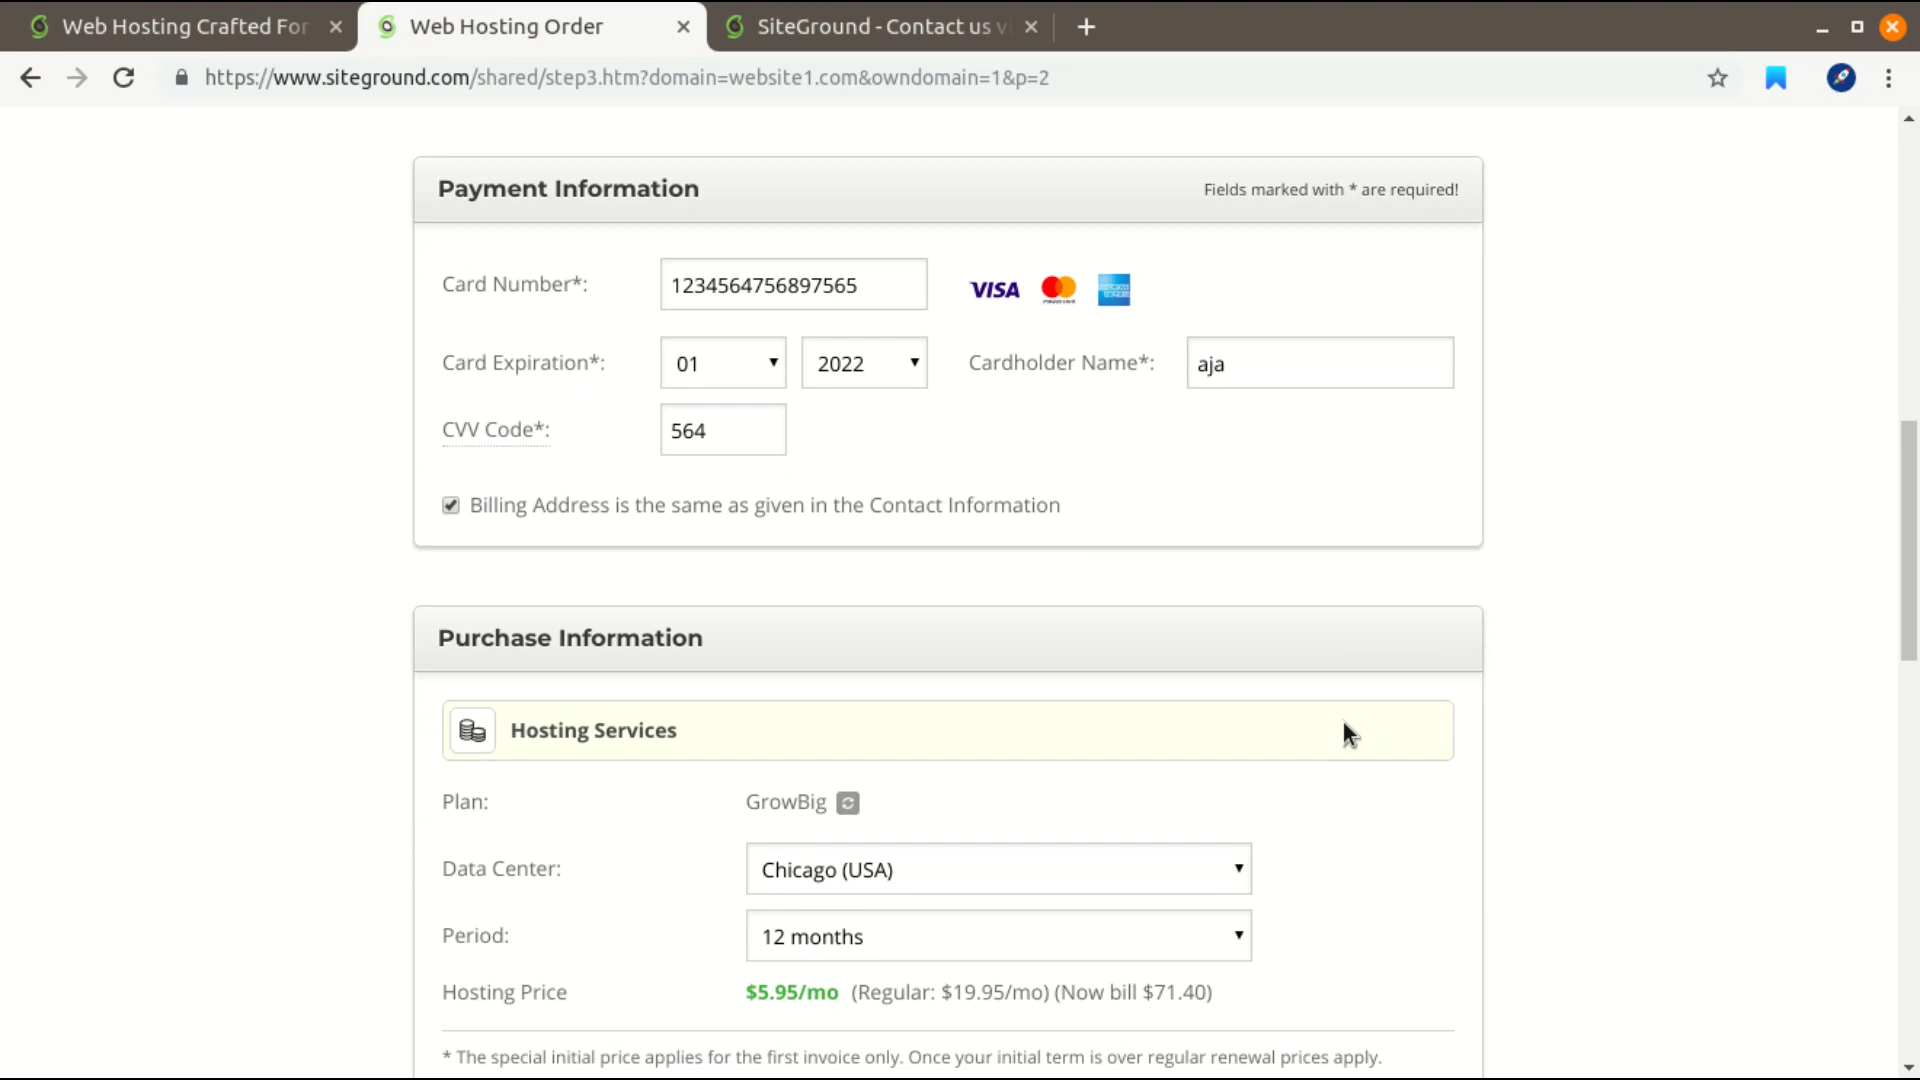 Web Hosting Crafted For
Web Hosting Order
SiteGround - Contact us vi
https://www.siteground.com/shared/step3.htm?domain=website1.com&owndomain=1&p=2
Payment Information
Fields marked with * are required!
Card Number*:
1234564756897565
VISA
Card Expiration*:
01
2022
Cardholder Name*:
aja
CVV Code*:
564
Billing Address is the same as given in the Contact Information
Purchase Information
Hosting Services
Plan:
GrowBig
Data Center:
Chicago (USA)
Period:
12 months
Hosting Price
$5.95/mo (Regular: $19.95/mo) (Now bill $71.40)
* The special initial price applies for the first invoice only. Once your initial term is over regular renewal prices apply.